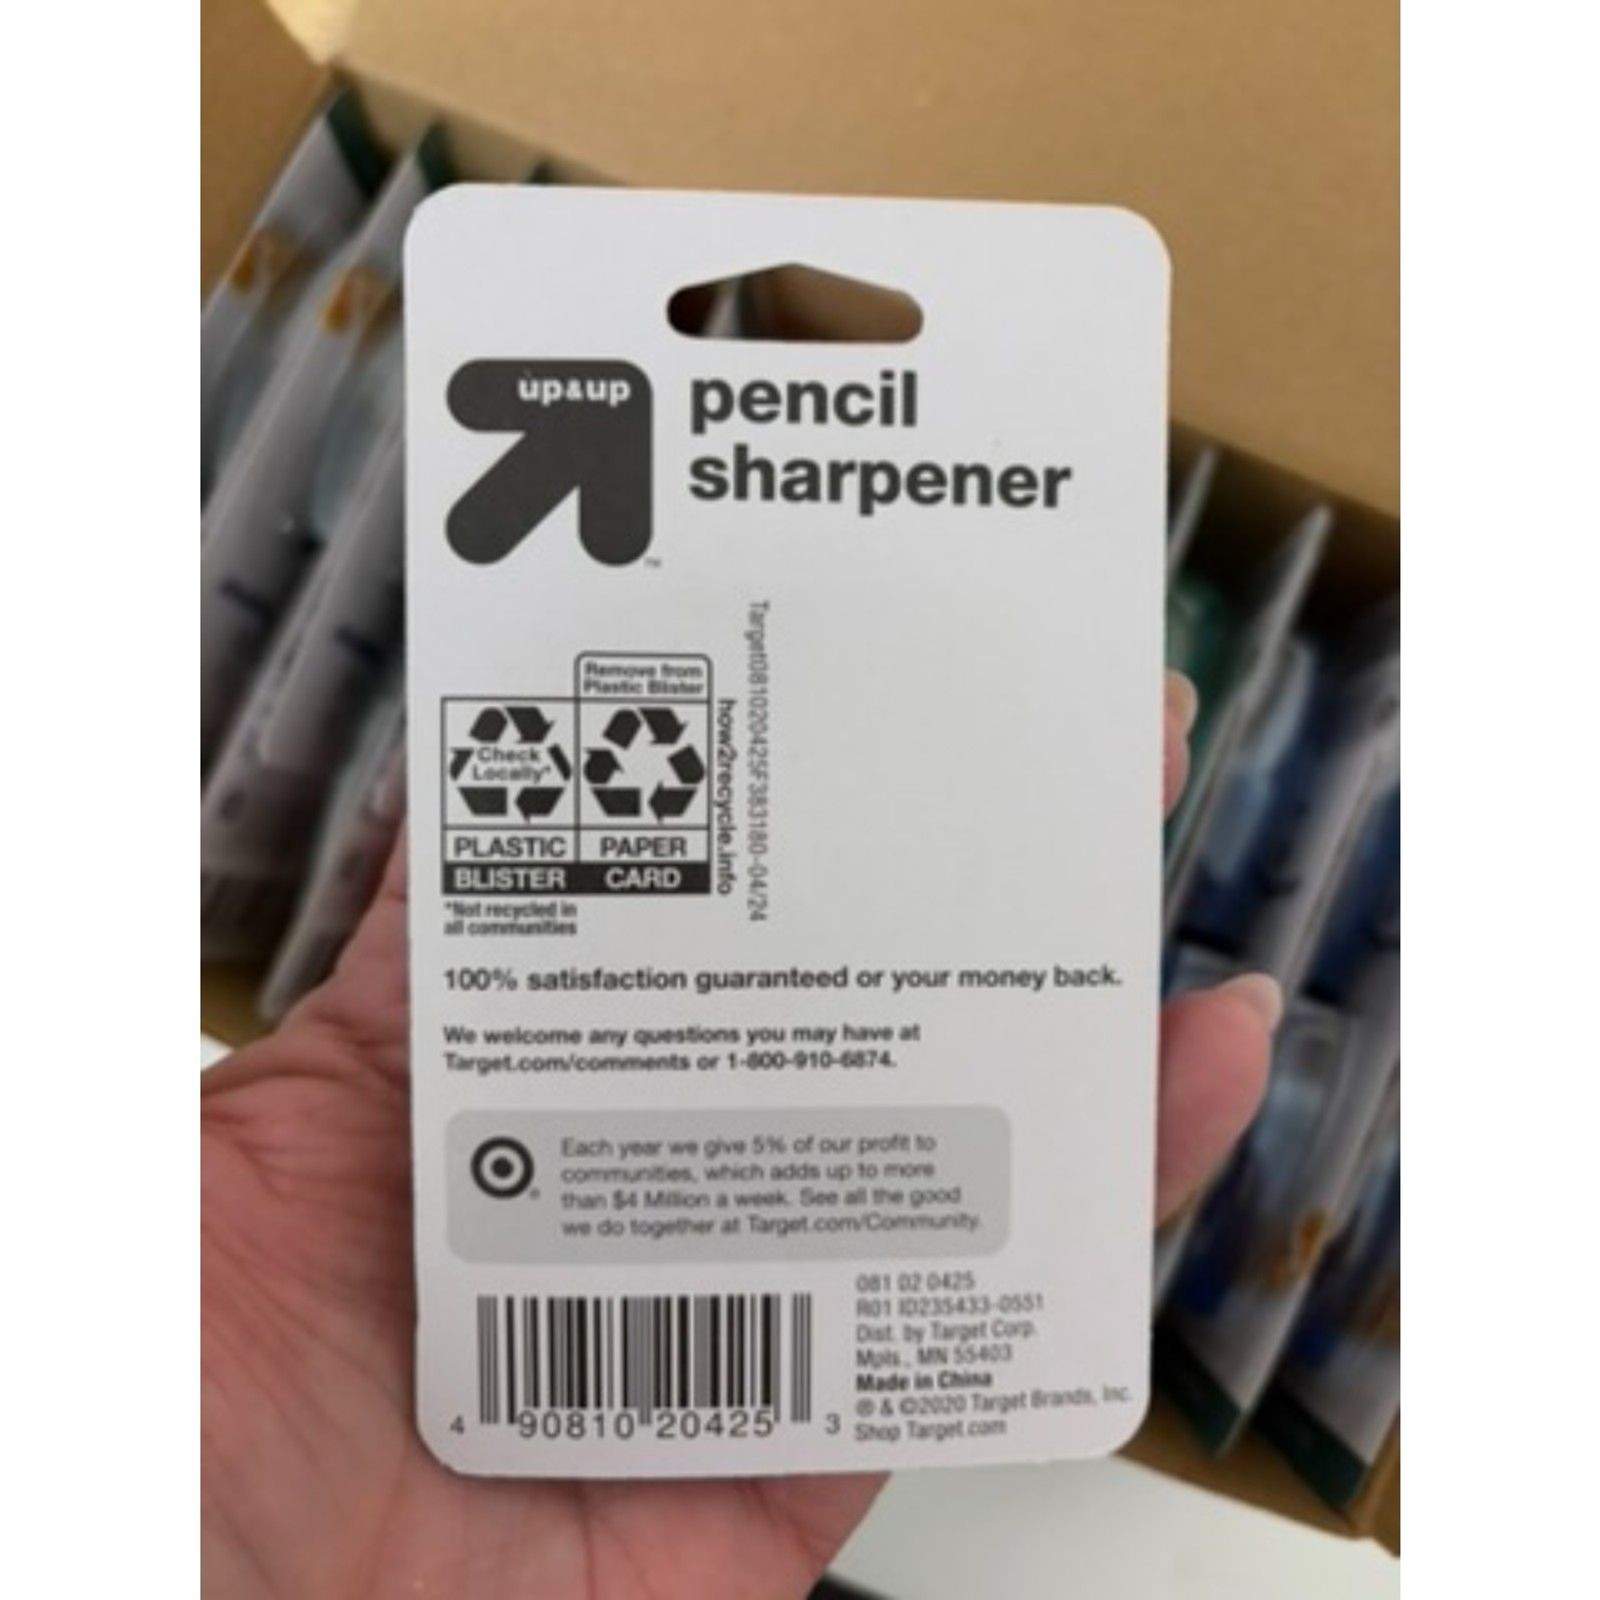 up&up
pencil
sharpener
TM
Remove from
Plastic Blister
Check
Locally*
PLASTIC
BLISTER
PAPER
CARD
how2recycle.info
*Not recycled in
all communities
Target081020425F383180-04/24
100% satisfaction guaranteed or your money back.
We welcome any questions you may have at
Target.com/comments or 1-800-910-6874.
Each year we give 5% of our profit to
communities, which adds up to more
than $4 Million a week. See all the good
we do together at Target.com/Community.
®
4 90810 20425 3
081 02 0425
R01 ID235433-0551
Dist. by Target Corp.
Mpls., MN 55403
Made in China
® & ©2020 Target Brands, Inc.
Shop Target.com